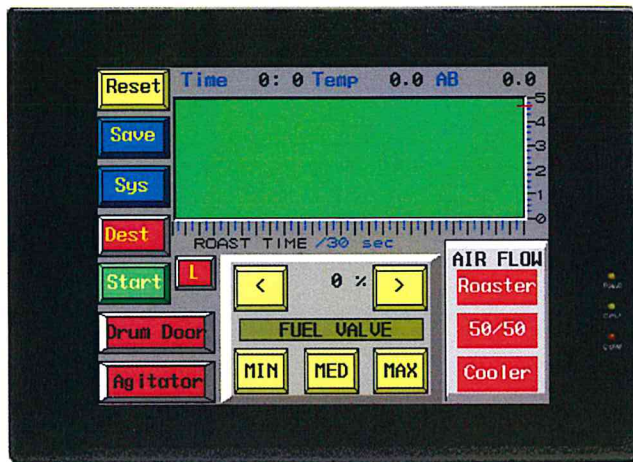 Reset
Time 0: 0 Temp 0.0 AB 0.0
Save
Sys
Dest
Start
L
Drum Door
Agitator
5
4
3
2
1
0
ROAST TIME /30 sec
< 0 % >
FUEL VALVE
MIN MED MAX
AIR FLOW
Roaster
50/50
Cooler